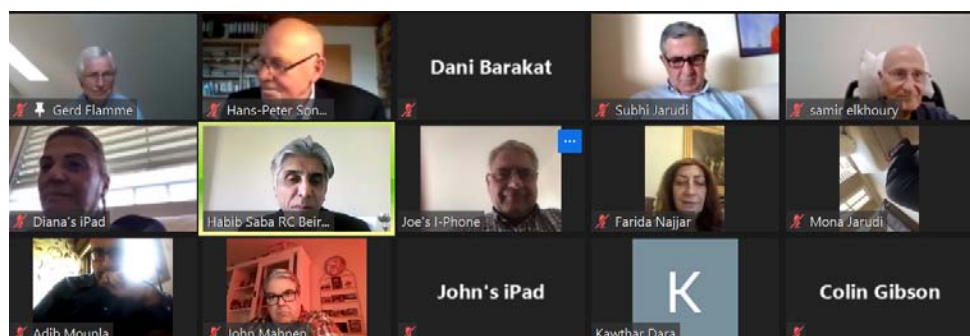 Gerd Flamme
Hans-Peter Son...
Dani Barakat
Subhi Jarudi
samir elkhoury
Diana's iPad
Habib Saba RC Beir...
Joe's I-Phone
...
Farida Najjar
Mona Jarudi
Adib Moupla
John Mahnen
John's iPad
K
Kawthar Dara
Colin Gibson